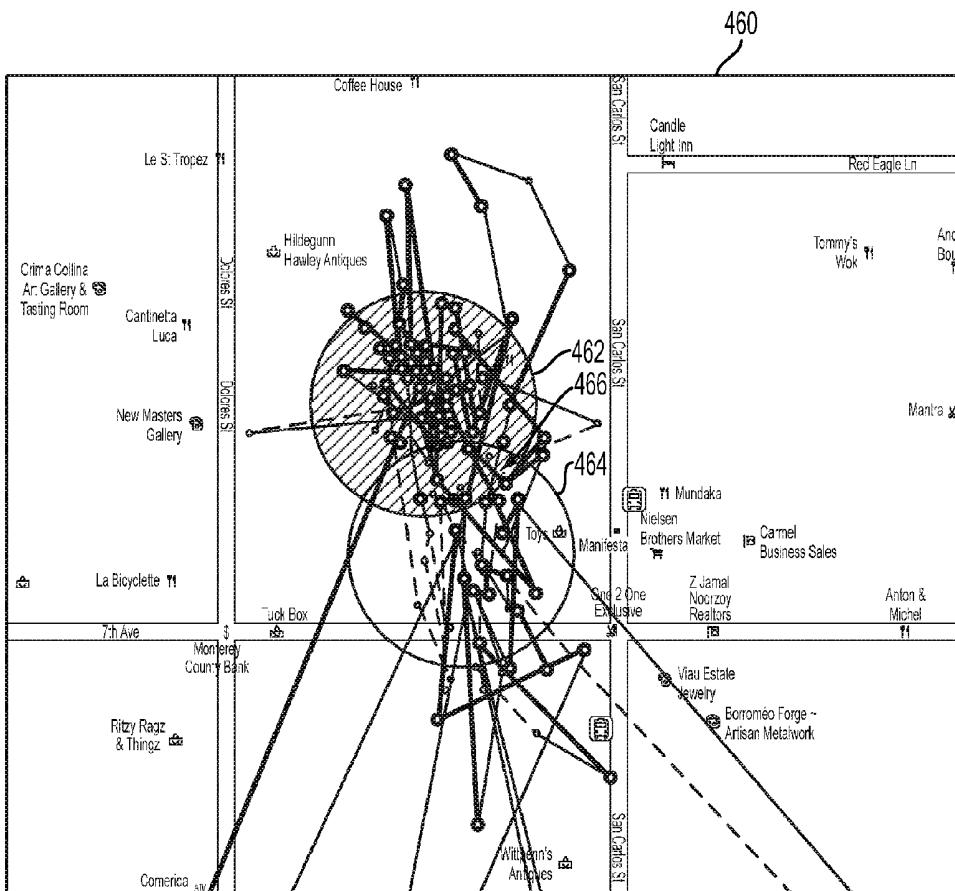 460
Coffee House
San Carlos St
Candle
Light Inn
Red Eagle Ln
Le St Tropez
Hildegunn
Hawley Antiques
Tommy's
Wok
Crima Collina
Art Gallery &
Tasting Room
Dolores St
Cantinetta
Luca
San Carlos St
462
466
Dolores St
New Masters
Gallery
Mantra
464
Mundaka
Nielsen
Brothers Market
Toys
Manifesta
Carmel
Business Sales
La Bicyclette
One 2 One
Exclusive
Z Jamal
Noorzoy
Realtors
Anton &
Michel
Tuck Box
7th Ave
$
Monterey
County Bank
Viau Estate
Jewelry
Borroméo Forge ~
Artisan Metalwork
Ritzy Ragz
& Thingz
San Carlos St
Wittpenn's
Antiques
Comerica